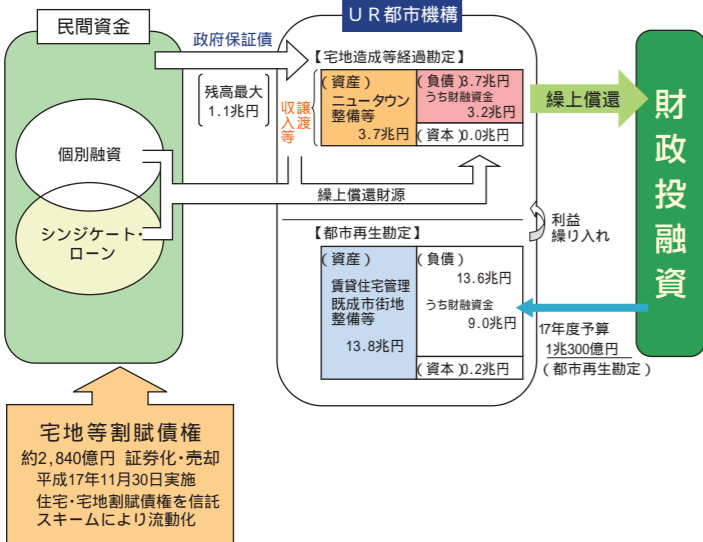 民間資金
個別融資
シンジケート・
ローン
政府保証債
残高最大
1.1兆円
UR都市機構
【宅地造成等経過勘定】
(資産)
ニュータウン
整備等
3.7兆円
(負債)3.7兆円
うち財融資金
3.2兆円
(資本)0.0兆円
譲渡
収入等
繰上償還財源
繰上償還
財政投融資
利益
繰り入れ
【都市再生勘定】
(資産)
賃貸住宅管理
既成市街地
整備等
13.8兆円
(負債)
13.6兆円
うち財融資金
9.0兆円
(資本)0.2兆円
17年度予算
1兆300億円
(都市再生勘定)
宅地等割賦債権
約2,840億円 証券化・売却
平成17年11月30日実施
住宅・宅地割賦債権を信託
スキームにより流動化